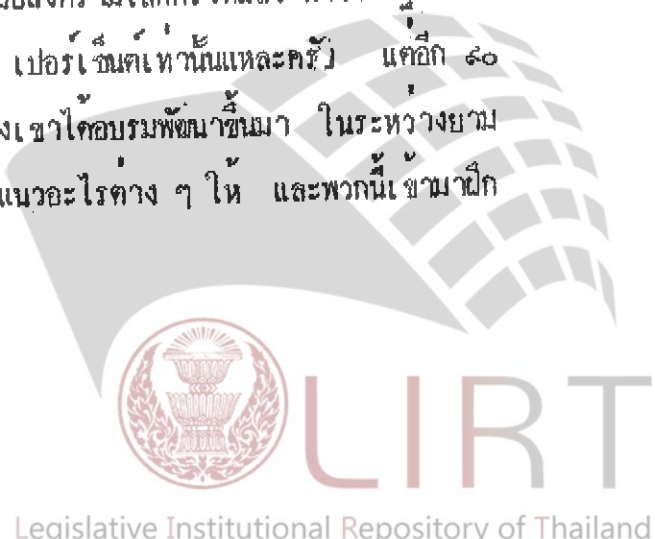 เปอร์เซ็นต์เท่านั้นแหละครับ แต่อีก ๙๐
งเขาได้อบรมพัฒนาขึ้นมา ในระหว่างยาม
แนวอะไรต่าง ๆ ให้ และพวกนี้เข้ามาฝึก
LIRT
Legislative Institutional Repository of Thailand